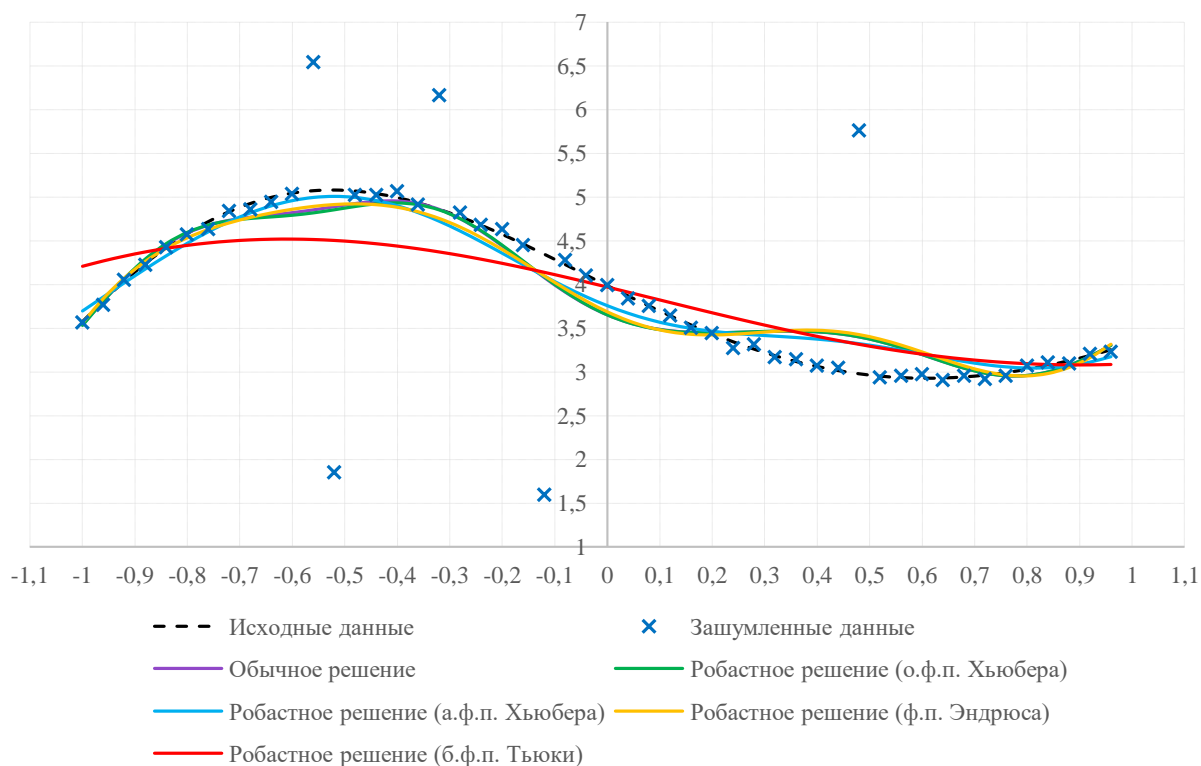 7
6,5
6
5,5
5
4,5
4
3,5
3
2,5
2
1,5
1
-1,1 -1 -0,9 -0,8 -0,7 -0,6 -0,5 -0,4 -0,3 -0,2 -0,1 0 0,1 0,2 0,3 0,4 0,5 0,6 0,7 0,8 0,9 1 1,1
Исходные данные Зашумленные данные
Обычное решение Робастное решение (о.ф.п. Хьюбера)
Робастное решение (а.ф.п. Хьюбера) Робастное решение (ф.п. Эндрюса)
Робастное решение (б.ф.п. Тьюки)